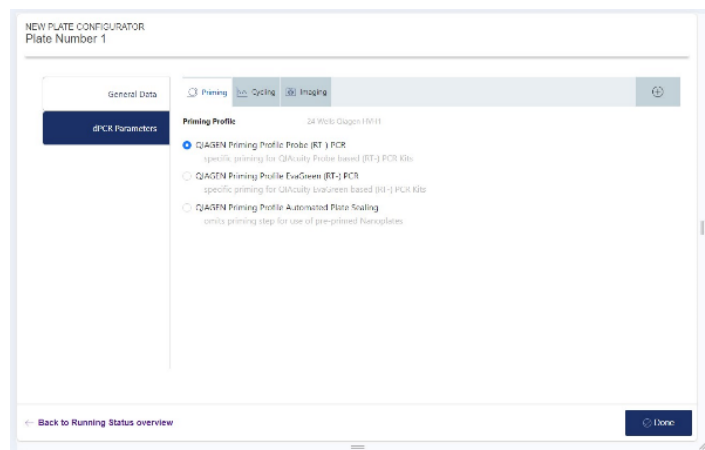 NEW PLATE CONFIGURATOR
Plate Number 1
General Data
Priming
Cycling
Imaging
dPCR Parameters
Priming Profile
24 Wells Qiagen
QIAGEN Priming Profile Probe (RT-) PCR
specific priming for QIAcuity Probe based (RT-) PCR Kits
QIAGEN Priming Profile EvaGreen (RT-) PCR
specific priming for QIAcuity EvaGreen based (RT-) PCR Kits
QIAGEN Priming Profile Automated Plate Sealing
omits priming step for use of pre-primed Nanoplates
← Back to Running Status overview
Done